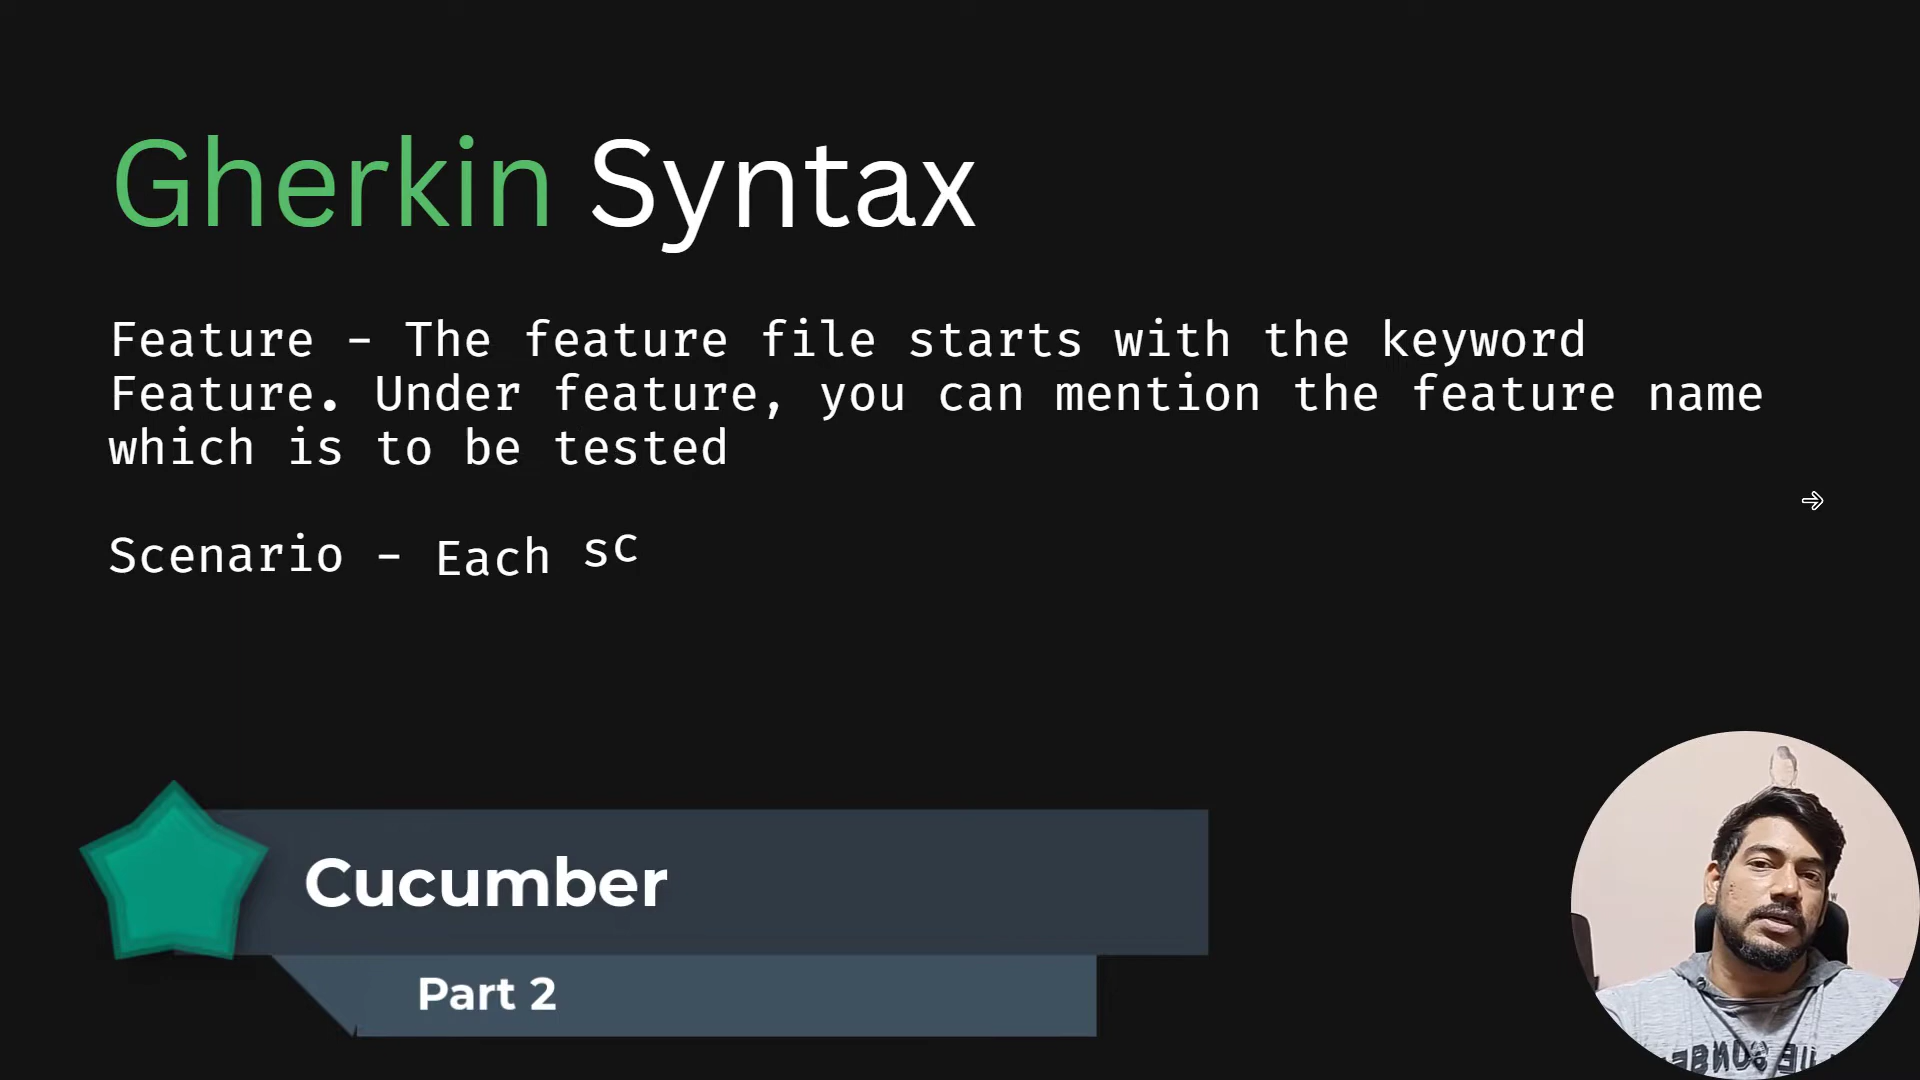 Gherkin Syntax
Feature - The feature file starts with the keyword
Feature. Under feature, you can mention the feature name
which is to be tested
Scenario - Each sc
Cucumber
Part 2